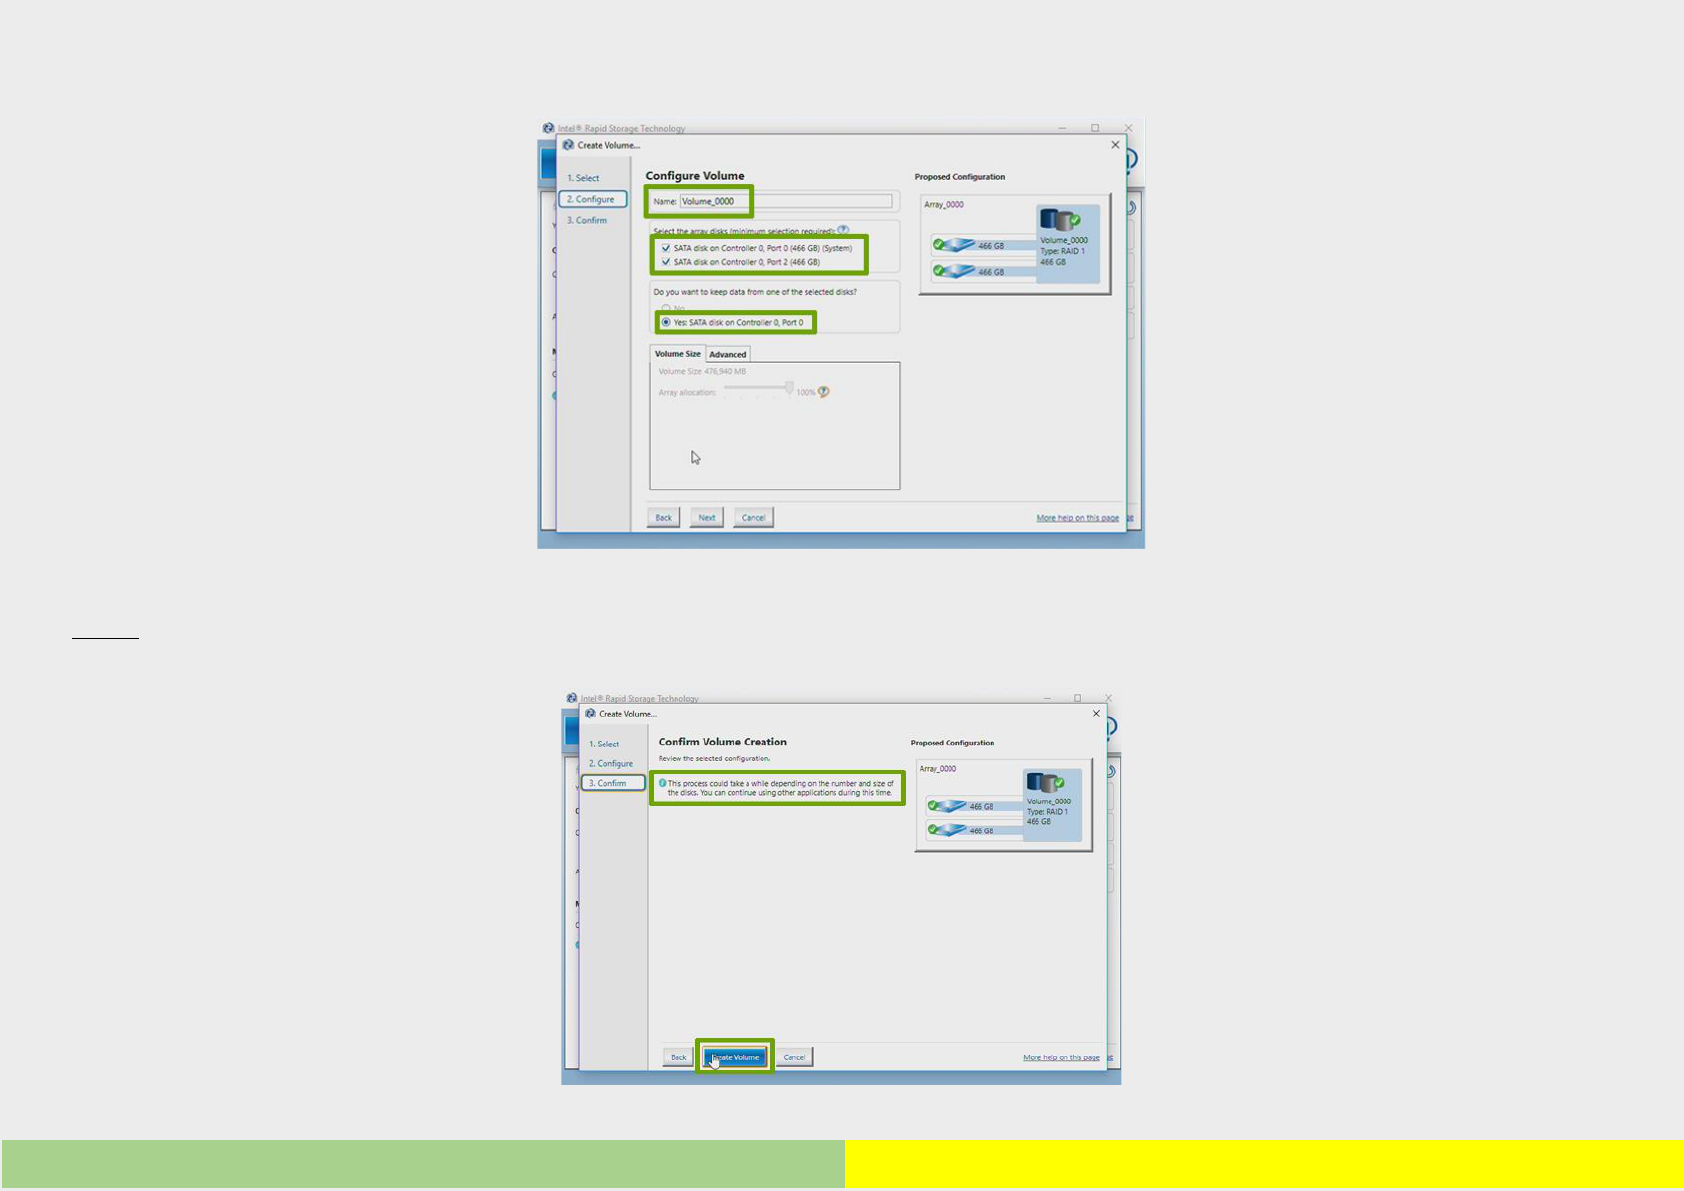 Intel® Rapid Storage Technology
Create Volume...
1. Select
2. Configure
3. Confirm
Configure Volume
Name: Volume_0000
Select the array disks (minimum selection required):
SATA disk on Controller 0, Port 0 (466 GB) (System)
SATA disk on Controller 0, Port 2 (466 GB)
Do you want to keep data from one of the selected disks?
No
Yes: SATA disk on Controller 0, Port 0
Volume Size Advanced
Volume Size 476,940 MB
Array allocation: 100%
Back Next Cancel
Proposed Configuration
Array_0000
466 GB
466 GB
Volume_0000
Type: RAID 1
466 GB
More help on this page
Intel® Rapid Storage Technology
Create Volume...
1. Select
2. Configure
3. Confirm
Confirm Volume Creation
Review the selected configuration.
This process could take a while depending on the number and size of
the disks. You can continue using other applications during this time.
Back Create Volume Cancel
Proposed Configuration
Array_0000
466 GB
466 GB
Volume_0000
Type: RAID 1
466 GB
More help on this page